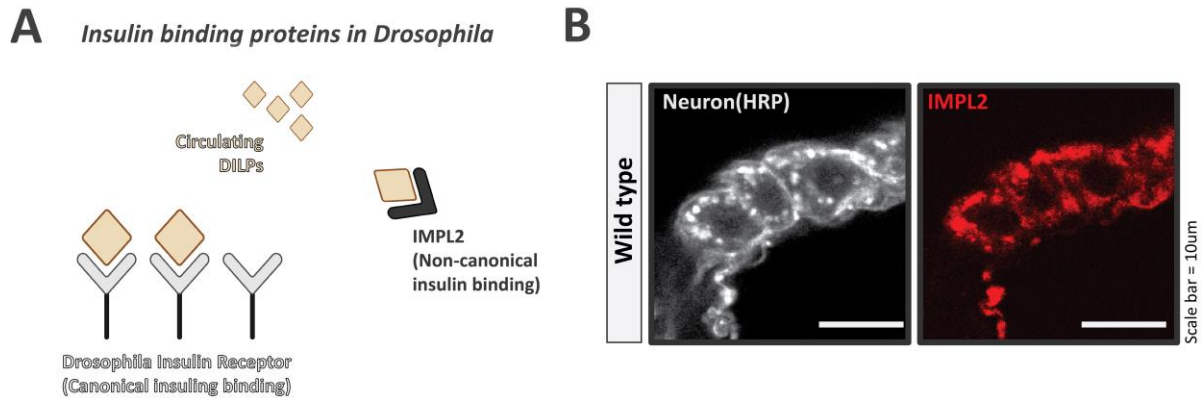 A
Insulin binding proteins in Drosophila
Circulating
DILPs
IMPL2
(Non-canonical
insulin binding)
Drosophila Insulin Receptor
(Canonical insuling binding)
B
Wild type
Neuron(HRP)
IMPL2
Scale bar = 10um